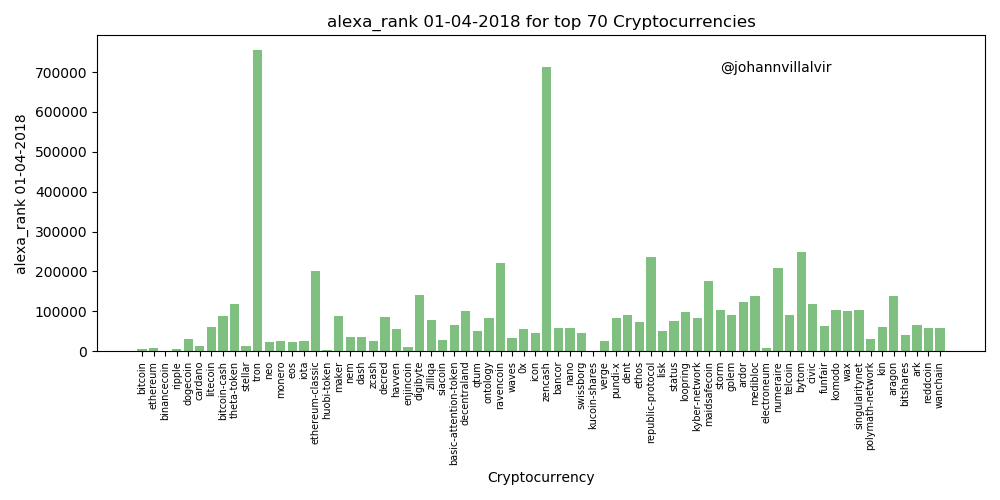 alexa_rank 01-04-2018 for top 70 Cryptocurrencies
@johannvillalvir
alexa_rank 01-04-2018
700000
600000
500000
400000
300000
200000
100000
0
bitcoin
ethereum
binancecoin
ripple
dogecoin
cardano
litecoin
bitcoin-cash
theta-token
stellar
tron
neo
monero
eos
iota
ethereum-classic
huobi-token
maker
nem
dash
zcash
decred
havven
enjincoin
digibyte
zilliqa
siacoin
basic-attention-token
decentraland
qtum
ontology
ravencoin
waves
0x
icon
zencash
bancor
nano
swissborg
kucoin-shares
verge
pundi-x
dent
ethos
republic-protocol
lisk
status
loopring
kyber-network
maidsafecoin
storm
golem
ardor
medibloc
electroneum
numeraire
telcoin
bytom
civic
funfair
komodo
wax
singularitynet
polymath-network
kin
aragon
bitshares
ark
reddcoin
wanchain
Cryptocurrency